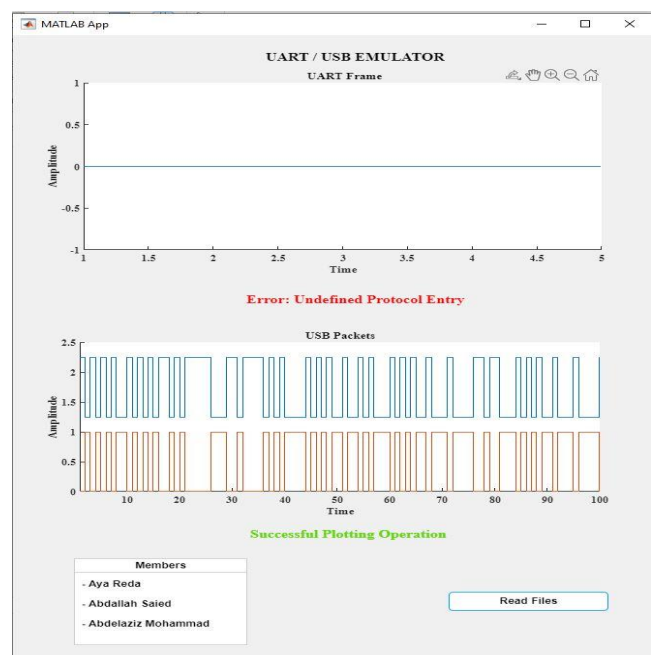 MATLAB App
UART / USB EMULATOR
UART Frame
1
0.5
0
-0.5
-1
Amplitude
1 1.5 2 2.5 3 3.5 4 4.5 5
Time
Error: Undefined Protocol Entry
USB Packets
2.5
2
1.5
1
0.5
0
Amplitude
10 20 30 40 50 60 70 80 90 100
Time
Successful Plotting Operation
Members
- Aya Reda
- Abdallah Saied
- Abdelaziz Mohammad
Read Files